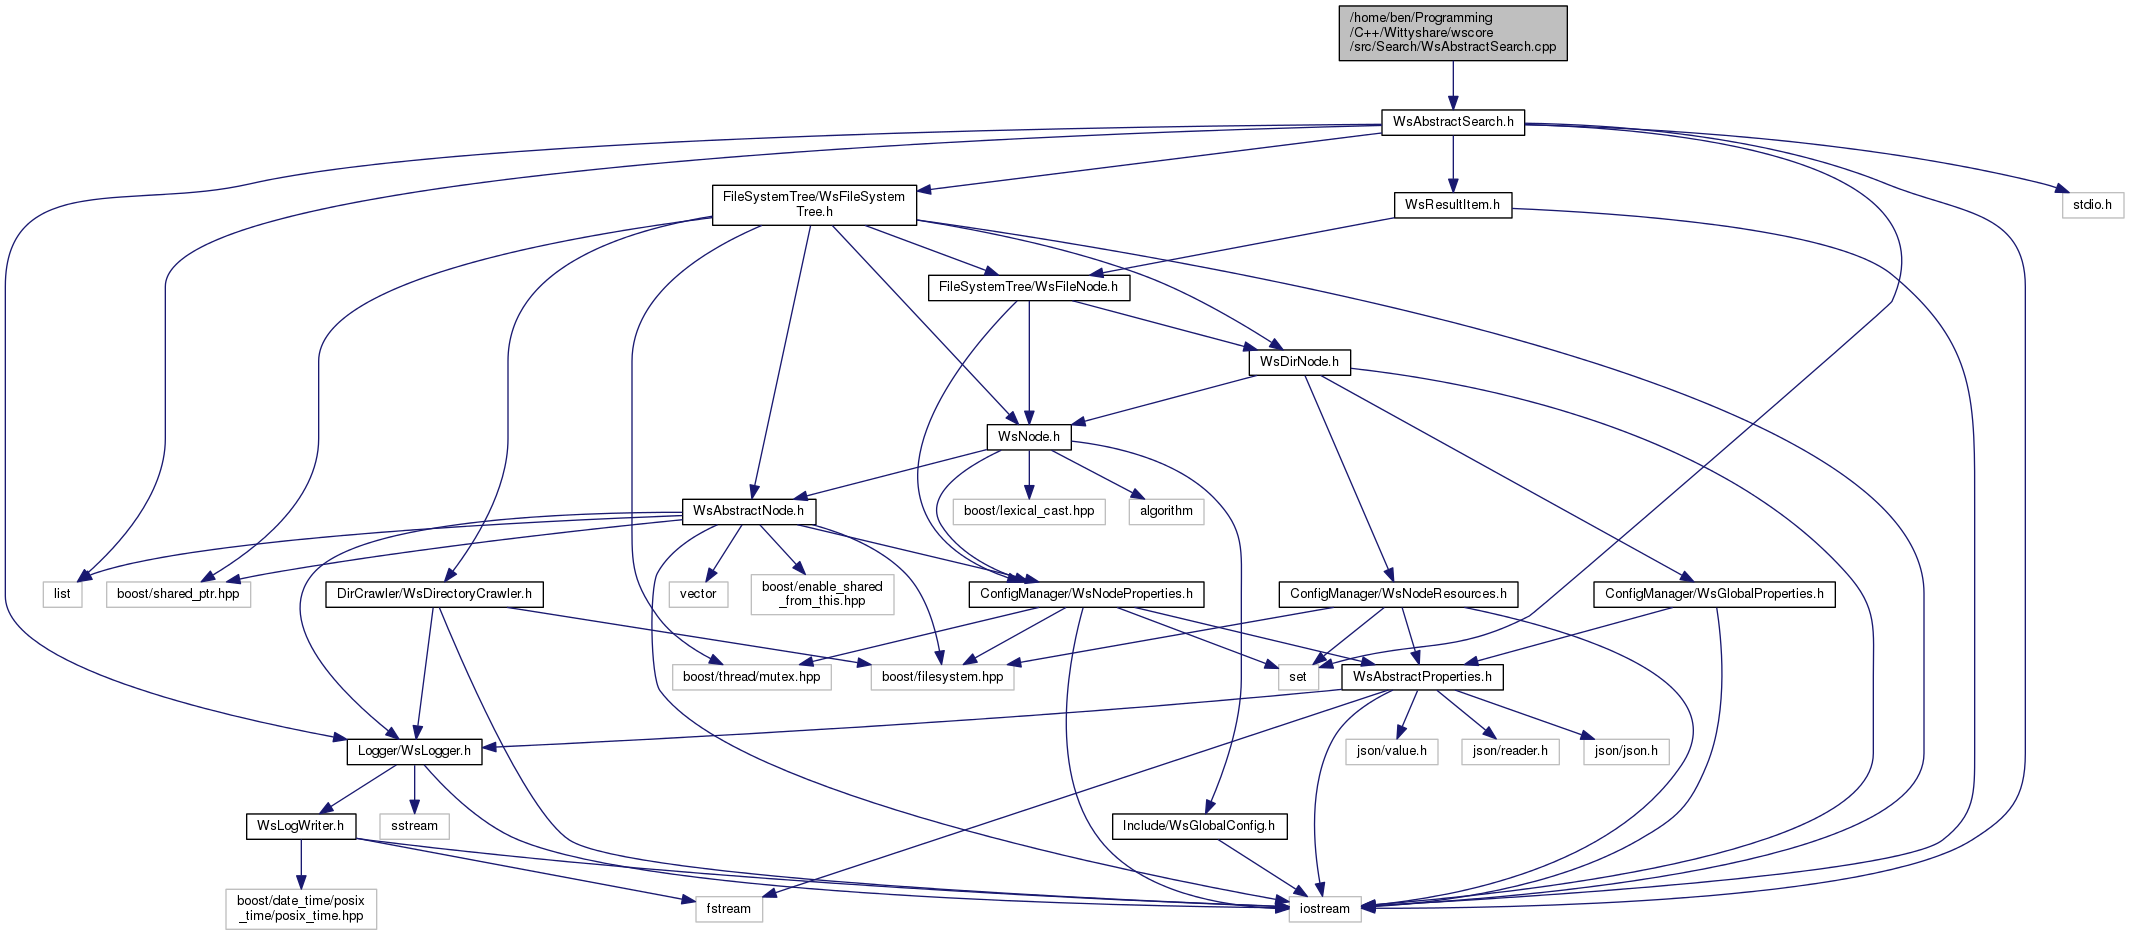 /home/ben/Programming
/C++/Wittyshare/wscore
/src/Search/WsAbstractSearch.cpp
WsAbstractSearch.h
FileSystemTree/WsFileSystem
Tree.h
WsResultItem.h
stdio.h
FileSystemTree/WsFileNode.h
WsDirNode.h
WsNode.h
WsAbstractNode.h
boost/lexical_cast.hpp
algorithm
list
boost/shared_ptr.hpp
DirCrawler/WsDirectoryCrawler.h
vector
boost/enable_shared
_from_this.hpp
ConfigManager/WsNodeProperties.h
ConfigManager/WsNodeResources.h
ConfigManager/WsGlobalProperties.h
boost/thread/mutex.hpp
boost/filesystem.hpp
set
WsAbstractProperties.h
Logger/WsLogger.h
json/value.h
json/reader.h
json/json.h
WsLogWriter.h
sstream
Include/WsGlobalConfig.h
boost/date_time/posix
_time/posix_time.hpp
fstream
iostream